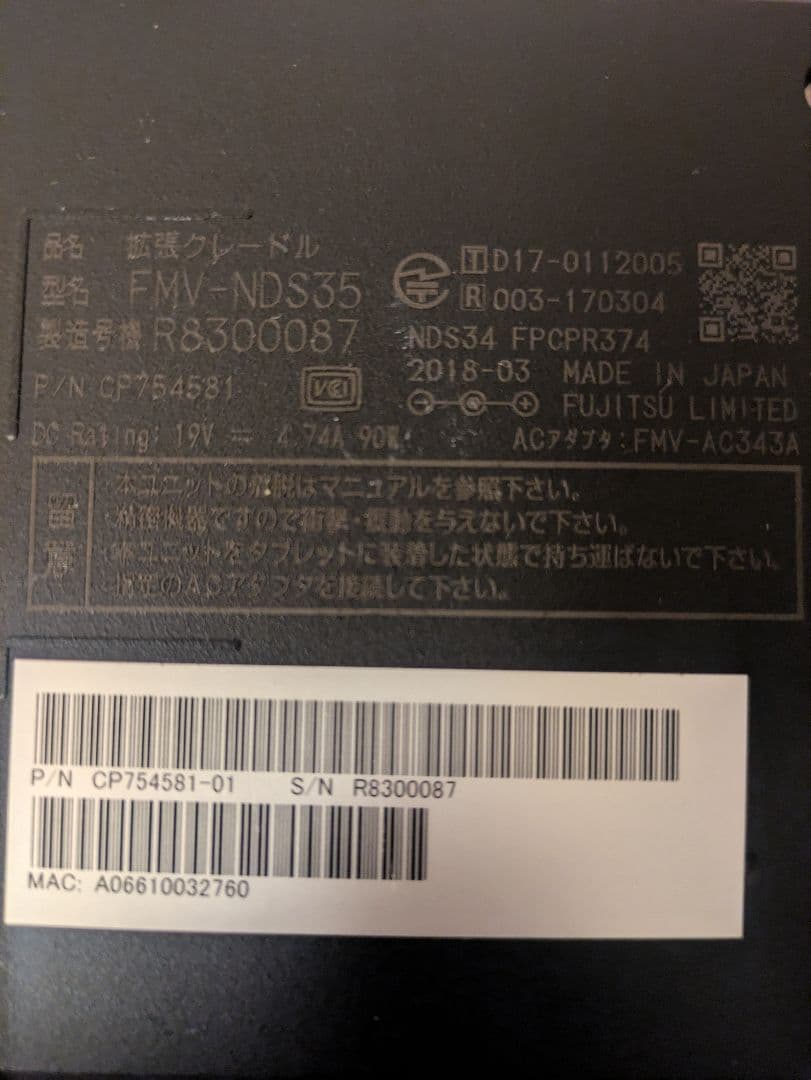 品名 拡張クレードル
型名 FMV-NDS35
製造号機 R8300087
P/N CP754581
VCI
DC Rating: 19V ⎓ 4.74A 90W
T D17-0112005
R 003-170304
NDS34 FPCPR374
2018-03 MADE IN JAPAN
FUJITSU LIMITED
ACアダプタ:FMV-AC343A
本ユニットの着脱はマニュアルを参照下さい。
精密機器ですので衝撃・振動を与えないで下さい。
本ユニットをタブレットに装着した状態で持ち運ばないで下さい。
指定のACアダプタを接続して下さい。
P/N CP754581-01 S/N R8300087
MAC: A06610032760